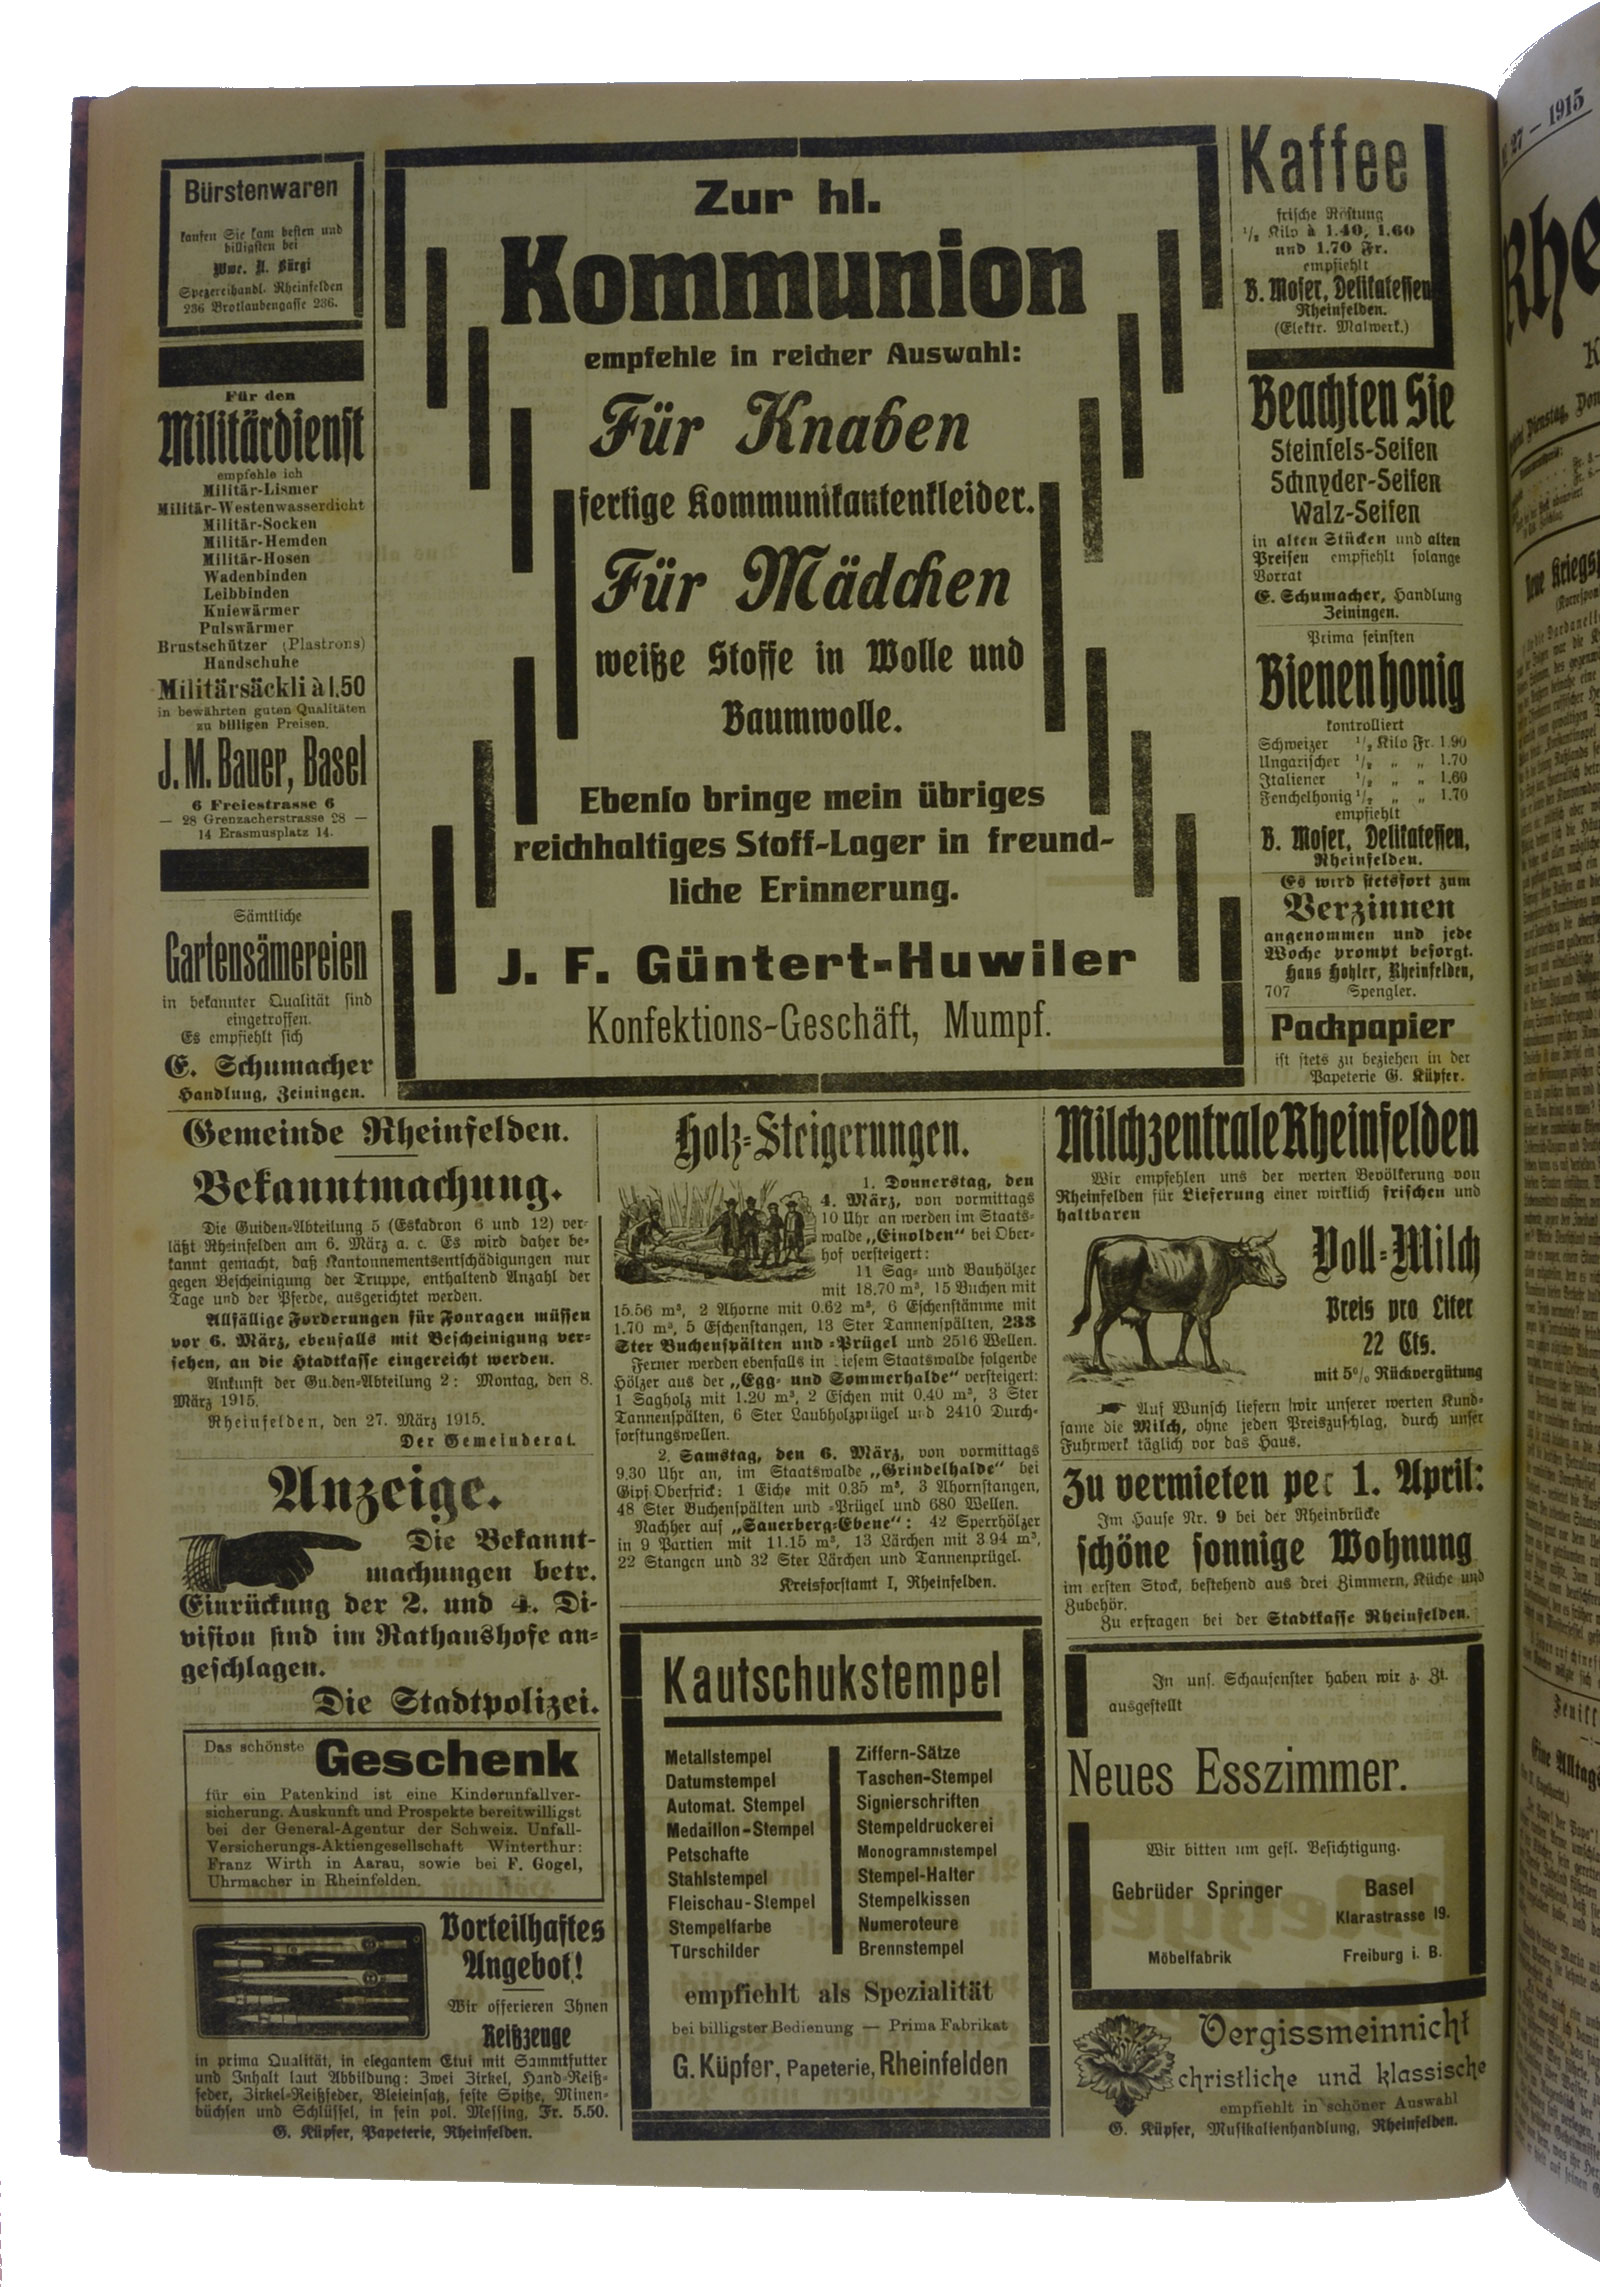 Bürstenwaren
kaufen Sie kam besten und
billigsten bei
Wwe. A. Bürgi
Spezereihandl. Rheinfelden
236 Brotlaubengasse 236.
Für den
Militärdienst
empfehle ich
Militär-Lismer
Militär-Westenwasserdicht
Militär-Socken
Militär-Hemden
Militär-Hosen
Wadenbinden
Leibbinden
Kniewärmer
Pulswärmer
Brustschützer (Plastrons)
Handschuhe
Militärsäckli à 1.50
in bewährten guten Qualitäten
zu billigen Preisen.
J. M. Bauer, Basel
6 Freiestrasse 6
— 28 Grenzacherstrasse 28 —
14 Erasmusplatz 14.
Sämtliche
Gartensämereien
in bekannter Qualität sind
eingetroffen.
Es empfiehlt sich
E. Schumacher
Handlung, Zeiningen.
Zur hl.
Kommunion
empfehle in reicher Auswahl:
Für Knaben
fertige Kommunikantenkleider.
Für Mädchen
weiße Stoffe in Wolle und
Baumwolle.
Ebenso bringe mein übriges
reichhaltiges Stoff-Lager in freund-
liche Erinnerung.
J. F. Güntert-Huwiler
Konfektions-Geschäft, Mumpf.
Kaffee
frische Röstung
1/2 Kilo à 1.40, 1.60
und 1.70 Fr.
empfiehlt
B. Moser, Delikatessen
Rheinfelden.
(Elektr. Malwerk.)
Beachten Sie
Steinfels-Seifen
Schnyder-Seifen
Walz-Seifen
in alten Stücken und alten
Preisen empfiehlt solange
Vorrat
E. Schumacher, Handlung
Zeiningen.
Prima feinsten
Bienenhonig
kontrolliert
Schweizer 1/2 Kilo Fr. 1.90
Ungarischer 1/2 „ „ 1.70
Italiener 1/2 „ „ 1.60
Fenchelhonig 1/2 „ „ 1.70
empfiehlt
B. Moser, Delikatessen,
Rheinfelden.
Es wird stetsfort zum
Verzinnen
angenommen und jede
Woche prompt besorgt.
Hans Hohler, Rheinfelden,
707 Spengler.
Packpapier
ist stets zu beziehen in der
Papeterie G. Küpfer.
Gemeinde Rheinfelden.
Bekanntmachung.
Die Guiden-Abteilung 5 (Eskadron 6 und 12) ver-
läßt Rheinfelden am 6. März a. c. Es wird daher be-
kannt gemacht, daß Kantonnementsentschädigungen nur
gegen Bescheinigung der Truppe, enthaltend Anzahl der
Tage und der Pferde, ausgerichtet werden.
Allfällige Forderungen für Fouragen müssen
vor 6. März, ebenfalls mit Bescheinigung ver-
sehen, an die Stadtkasse eingereicht werden.
Ankunft der Gu.den-Abteilung 2: Montag, den 8.
März 1915.
Rheinfelden, den 27. März 1915.
Der Gemeinderat.
Anzeige.
Die Bekannt-
machungen betr.
Einrückung der 2. und 4. Di-
vision sind im Rathaushofe an-
geschlagen.
Die Stadtpolizei.
Das schönste Geschenk
für ein Patenkind ist eine Kinderunfallver-
sicherung. Auskunft und Prospekte bereitwilligst
bei der General-Agentur der Schweiz. Unfall-
Versicherungs-Aktiengesellschaft Winterthur:
Franz Wirth in Aarau, sowie bei F. Gogel,
Uhrmacher in Rheinfelden.
Vorteilhaftes
Angebot!
Wir offerieren Ihnen
Reißzeuge
in prima Qualität, in elegantem Etui mit Sammtfutter
und Inhalt laut Abbildung: Zwei Zirkel, Hand-Reiß-
feder, Zirkel-Reißfeder, Bleieinsatz, feste Spitze, Minen-
büchsen und Schlüssel, in fein pol. Messing, Fr. 5.50.
G. Küpfer, Papeterie, Rheinfelden.
Holz-Steigerungen.
1. Donnerstag, den
4. März, von vormittags
10 Uhr an werden im Staats-
walde „Einolden“ bei Ober-
hof versteigert:
11 Sag- und Bauhölzer
mit 18.70 m³, 15 Buchen mit
15.56 m³, 2 Ahorne mit 0.62 m³, 6 Eschenstämme mit
1.70 m³, 5 Eschenstangen, 13 Ster Tannenspälten, 233
Ster Buchenspälten und -Prügel und 2516 Wellen.
Ferner werden ebenfalls in iesem Staatswalde folgende
Hölzer aus der „Egg- und Sommerhalde“ versteigert:
1 Sagholz mit 1.20 m³, 2 Eschen mit 0.40 m³, 3 Ster
Tannenspälten, 6 Ster Laubholzprügel und 2410 Durch-
forstungswellen.
2. Samstag, den 6. März, von vormittags
9.30 Uhr an, im Staatswalde „Grindelhalde“ bei
Gipf-Oberfrick: 1 Eiche mit 0.35 m³, 3 Ahornstangen,
48 Ster Buchenspälten und -Prügel und 680 Wellen.
Nachher auf „Sauerberg-Ebene“: 42 Sperrhölzer
in 9 Partien mit 11.15 m³, 13 Lärchen mit 3.94 m³,
22 Stangen und 32 Ster Lärchen und Tannenprügel.
Kreisforstamt I, Rheinfelden.
Kautschukstempel
Metallstempel
Datumstempel
Automat. Stempel
Medaillon-Stempel
Petschafte
Stahlstempel
Fleischau-Stempel
Stempelfarbe
Türschilder
Ziffern-Sätze
Taschen-Stempel
Signierschriften
Stempeldruckerei
Monogrammstempel
Stempel-Halter
Stempelkissen
Numeroteure
Brennstempel
empfiehlt als Spezialität
bei billigster Bedienung — Prima Fabrikat
G. Küpfer, Papeterie, Rheinfelden
Milchzentrale Rheinfelden
Wir empfehlen uns der werten Bevölkerung von
Rheinfelden für Lieferung einer wirklich frischen und
haltbaren
Voll-Milch
Preis pro Liter
22 Cts.
mit 5% Rückvergütung
Auf Wunsch liefern wir unserer werten Kund-
same die Milch, ohne jeden Preiszuschlag, durch unser
Fuhrwerk täglich vor das Haus.
Zu vermieten per 1. April:
Im Hause Nr. 9 bei der Rheinbrücke
schöne sonnige Wohnung
im ersten Stock, bestehend aus drei Zimmern, Küche und
Zubehör.
Zu erfragen bei der Stadtkasse Rheinfelden.
In uns. Schaufenster haben wir z. Zt.
ausgestellt
Neues Esszimmer.
Wir bitten um gefl. Besichtigung.
Gebrüder Springer Basel
Klarastrasse 19.
Möbelfabrik Freiburg i. B.
Vergissmeinnicht
christliche und klassische
empfiehlt in schöner Auswahl
G. Küpfer, Musikalienhandlung, Rheinfelden.
27 – 1915